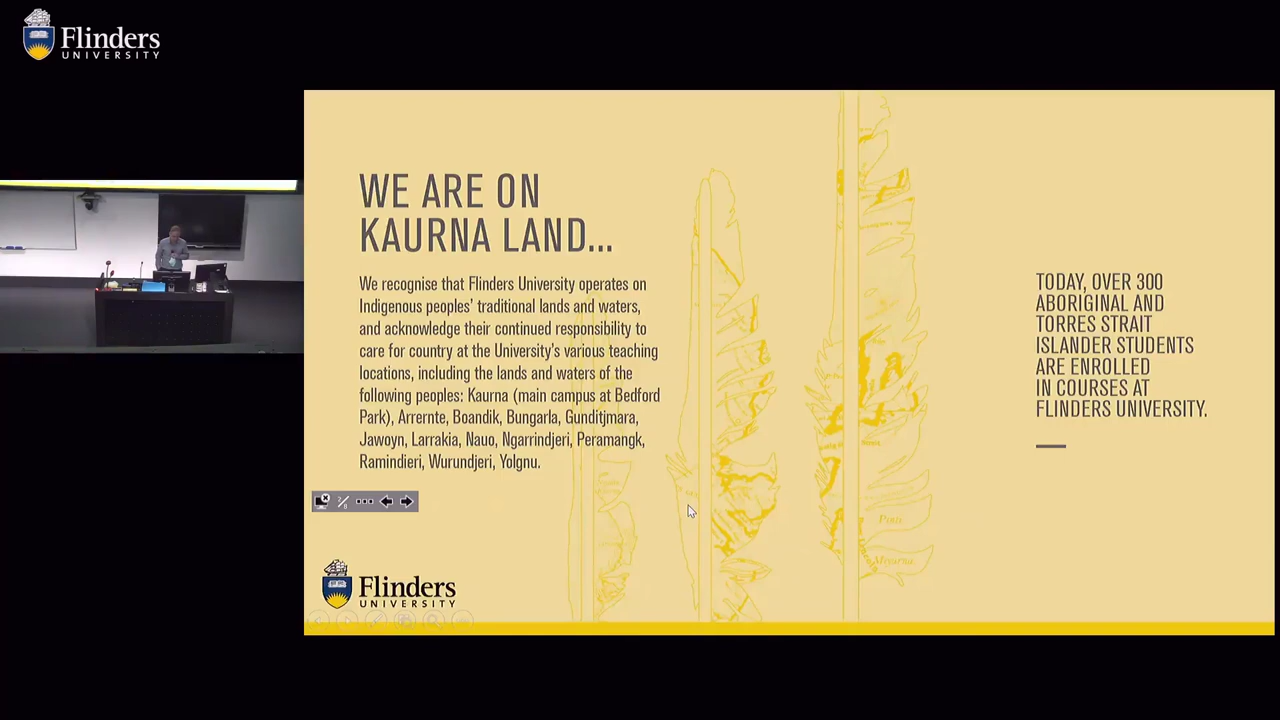 Flinders
UNIVERSITY
WE ARE ON
KAURNA LAND...
We recognise that Flinders University operates on
Indigenous peoples' traditional lands and waters,
and acknowledge their continued responsibility to
care for country at the University's various teaching
locations, including the lands and waters of the
following peoples: Kaurna (main campus at Bedford
Park), Arrernte, Boandik, Bungarla, Gunditjmara,
Jawoyn, Larrakia, Nauo, Ngarrindjeri, Peramangk,
Ramindieri, Wurundjeri, Yolgnu.
TODAY, OVER 300
ABORIGINAL AND
TORRES STRAIT
ISLANDER STUDENTS
ARE ENROLLED
IN COURSES AT
FLINDERS UNIVERSITY.
Flinders
UNIVERSITY